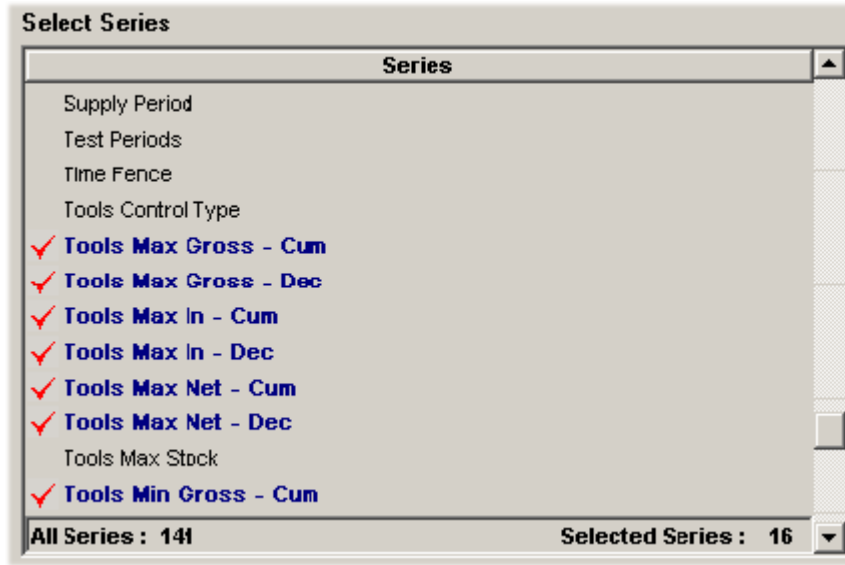 Select Series
Series
Supply Period
Test Periods
Time Fence
Tools Control Type
Tools Max Gross - Cum
Tools Max Gross - Dec
Tools Max In - Cum
Tools Max In - Dec
Tools Max Net - Cum
Tools Max Net - Dec
Tools Max Stock
Tools Min Gross - Cum
All Series : Selected Series : 16